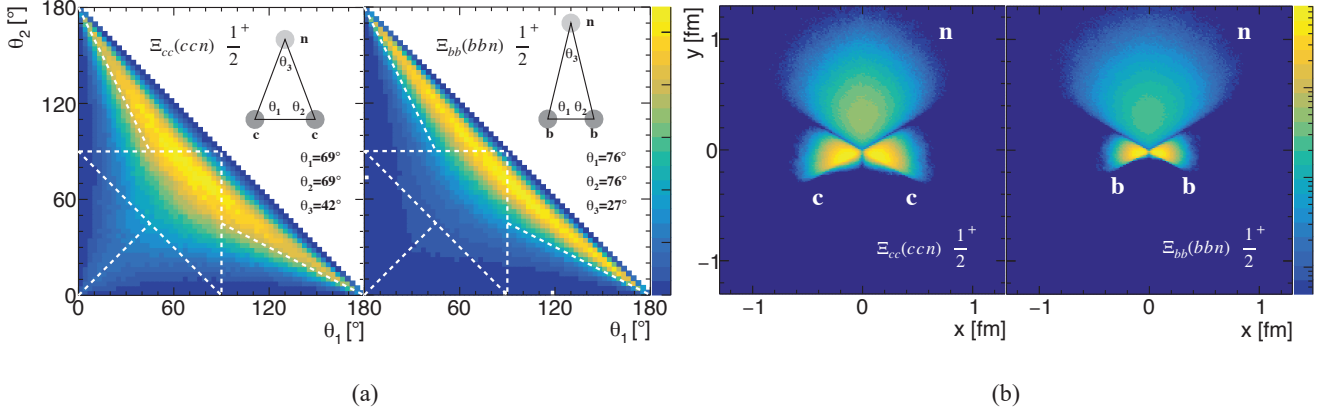 θ₂ [°]
180
120
60
0
Ξcc(ccn) 1/2⁺
n
θ₃
θ₁ θ₂
c c
θ₁=69°
θ₂=69°
θ₃=42°
0 60 120 180
θ₁ [°]
Ξbb(bbn) 1/2⁺
n
θ₃
θ₁ θ₂
b b
θ₁=76°
θ₂=76°
θ₃=27°
60 120 180
θ₁ [°]
(a)
y [fm]
1
0
−1
n
c c
Ξcc(ccn) 1/2⁺
−1 0 1
x [fm]
n
b b
Ξbb(bbn) 1/2⁺
−1 0 1
x [fm]
(b)